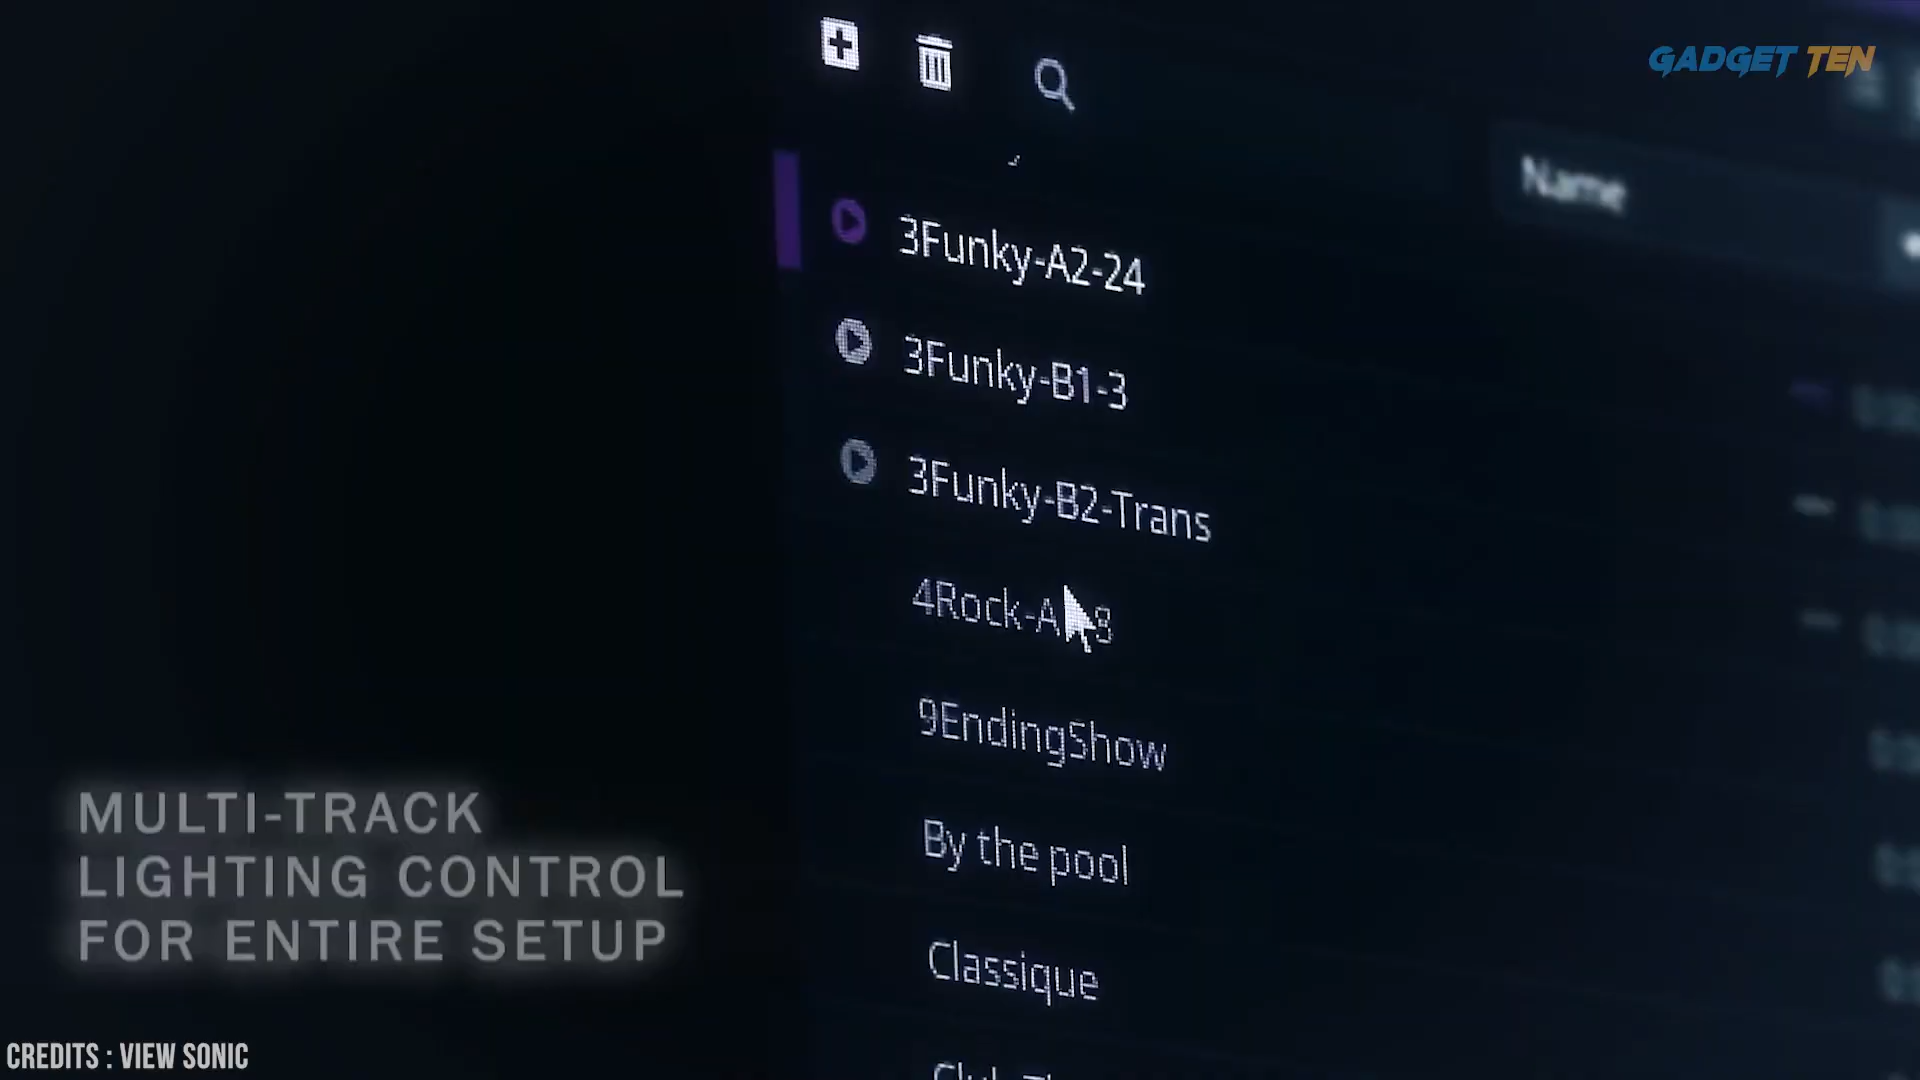 GADGET TEN
Name
3Funky-A2-24
3Funky-B1-3
3Funky-B2-Trans
9EndingShow
By the pool
Classique
MULTI-TRACK
LIGHTING CONTROL
FOR ENTIRE SETUP
CREDITS : VIEW SONIC